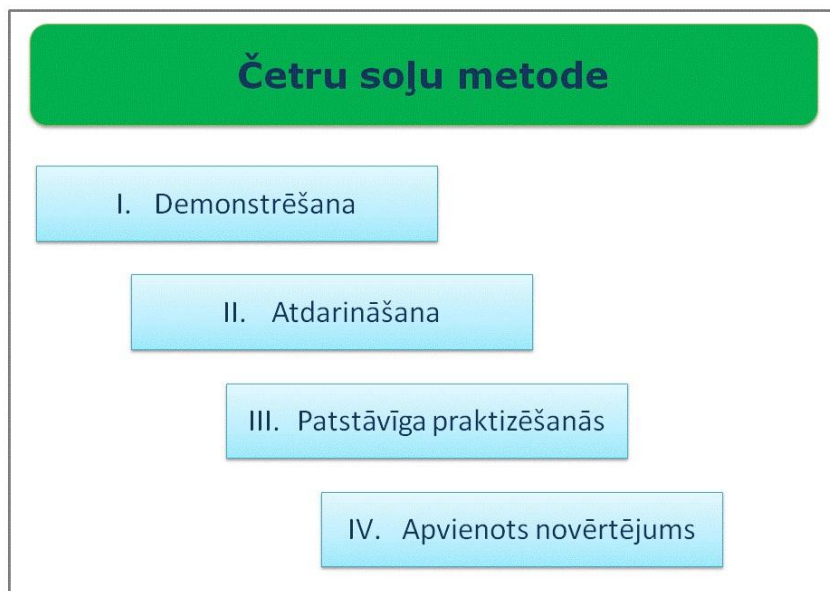 Četru soļu metode
I. Demonstrēšana
II. Atdarināšana
III. Patstāvīga praktizēšanās
IV. Apvienots novērtējums